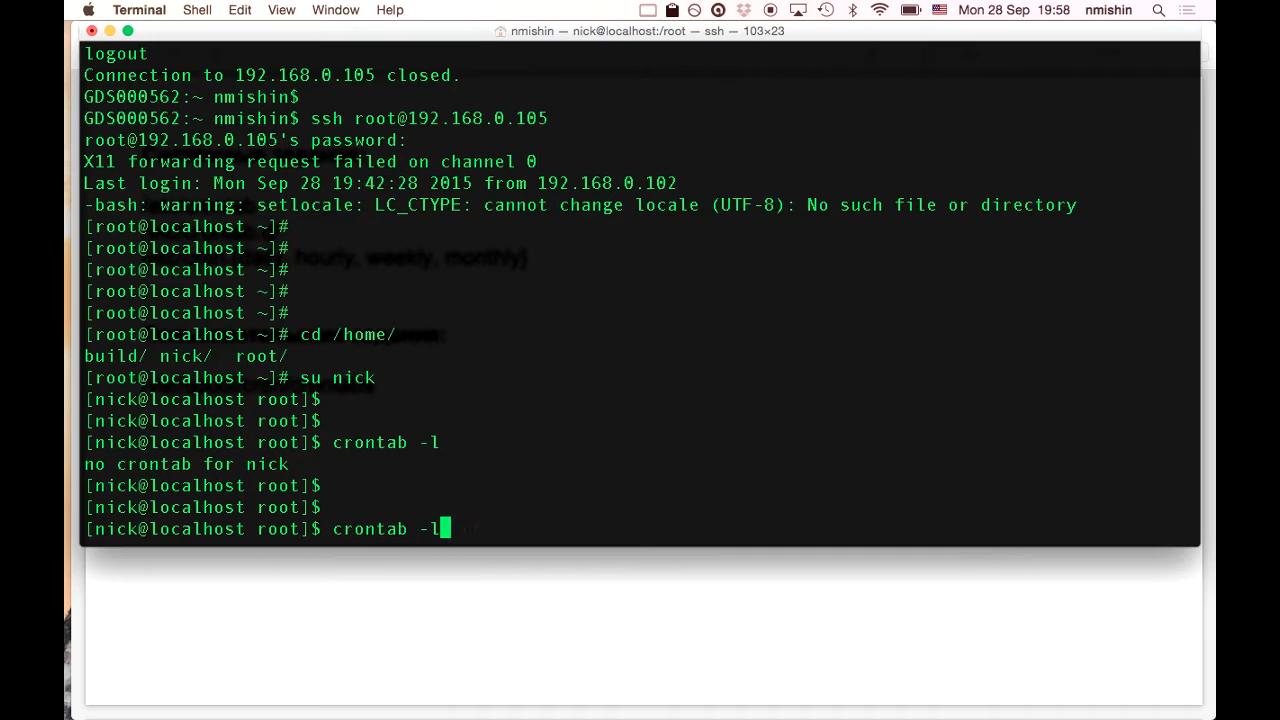 Terminal Shell Edit View Window Help Mon 28 Sep 19:58 nmishin
nmishin — nick@localhost:/root — ssh — 103×23
logout
Connection to 192.168.0.105 closed.
GDS000562:~ nmishin$
GDS000562:~ nmishin$ ssh root@192.168.0.105
root@192.168.0.105's password:
X11 forwarding request failed on channel 0
Last login: Mon Sep 28 19:42:28 2015 from 192.168.0.102
-bash: warning: setlocale: LC_CTYPE: cannot change locale (UTF-8): No such file or directory
[root@localhost ~]#
[root@localhost ~]#
[root@localhost ~]#
hourly, weekly, monthly]
[root@localhost ~]#
[root@localhost ~]#
[root@localhost ~]# cd /home/
build/ nick/ root/
[root@localhost ~]# su nick
[nick@localhost root]$
[nick@localhost root]$
[nick@localhost root]$ crontab -l
no crontab for nick
[nick@localhost root]$
[nick@localhost root]$
[nick@localhost root]$ crontab -l